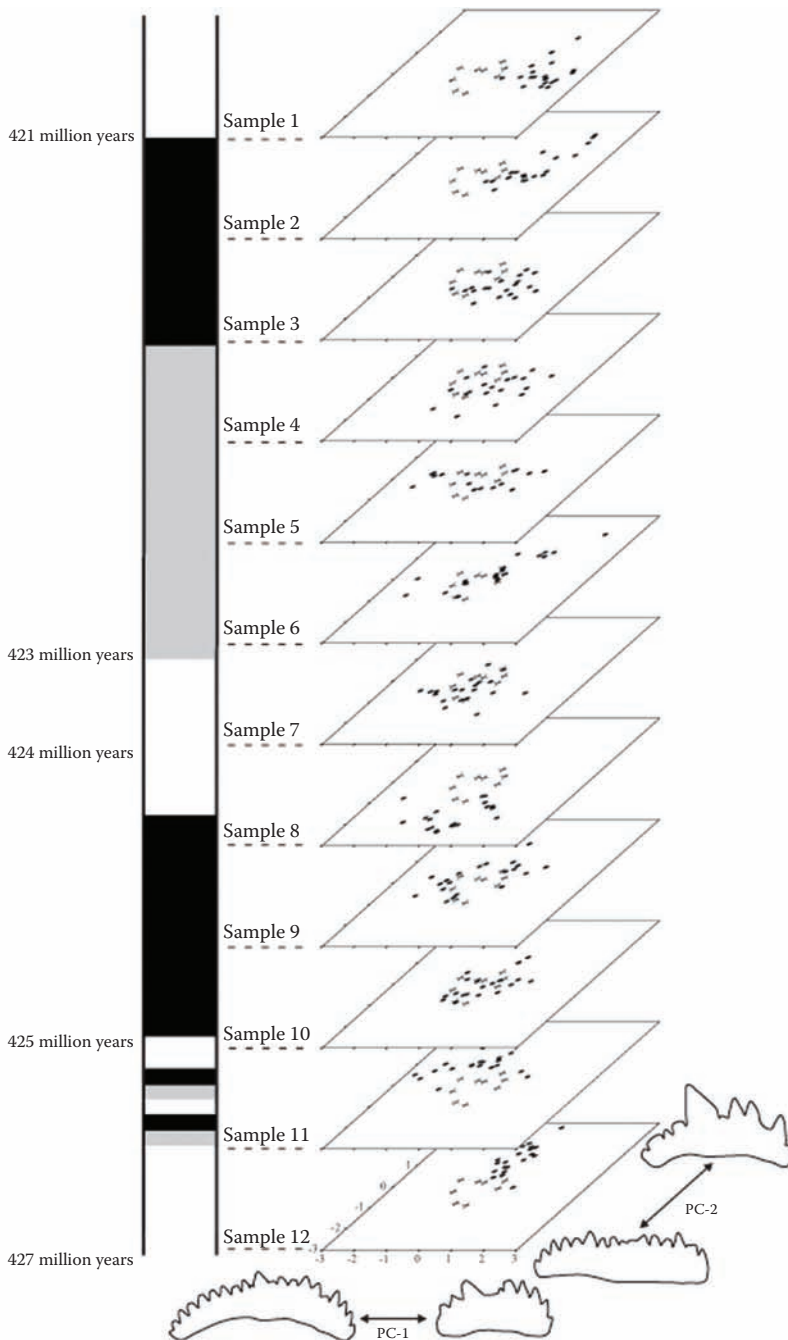 Sample 1
421 million years
Sample 2
Sample 3
Sample 4
Sample 5
Sample 6
423 million years
Sample 7
424 million years
Sample 8
Sample 9
Sample 10
425 million years
Sample 11
1
0
-1
-2
-3
Sample 12
427 million years
-3 -2 -1 0 1 2 3
PC-2
PC-1